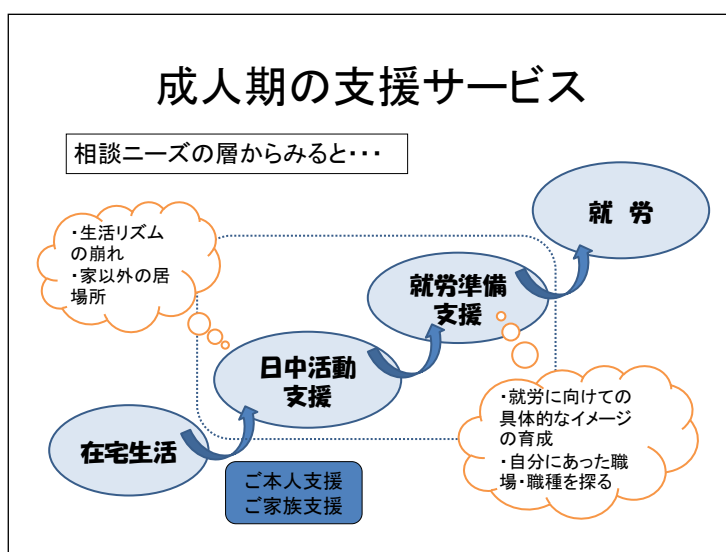 成人期の支援サービス
相談ニーズの層からみると・・・
就 労
・生活リズム
の崩れ
・家以外の居
場所
就労準備
支援
日中活動
支援
・就労に向けての
具体的なイメージ
の育成
・自分にあった職
場・職種を探る
在宅生活
ご本人支援
ご家族支援